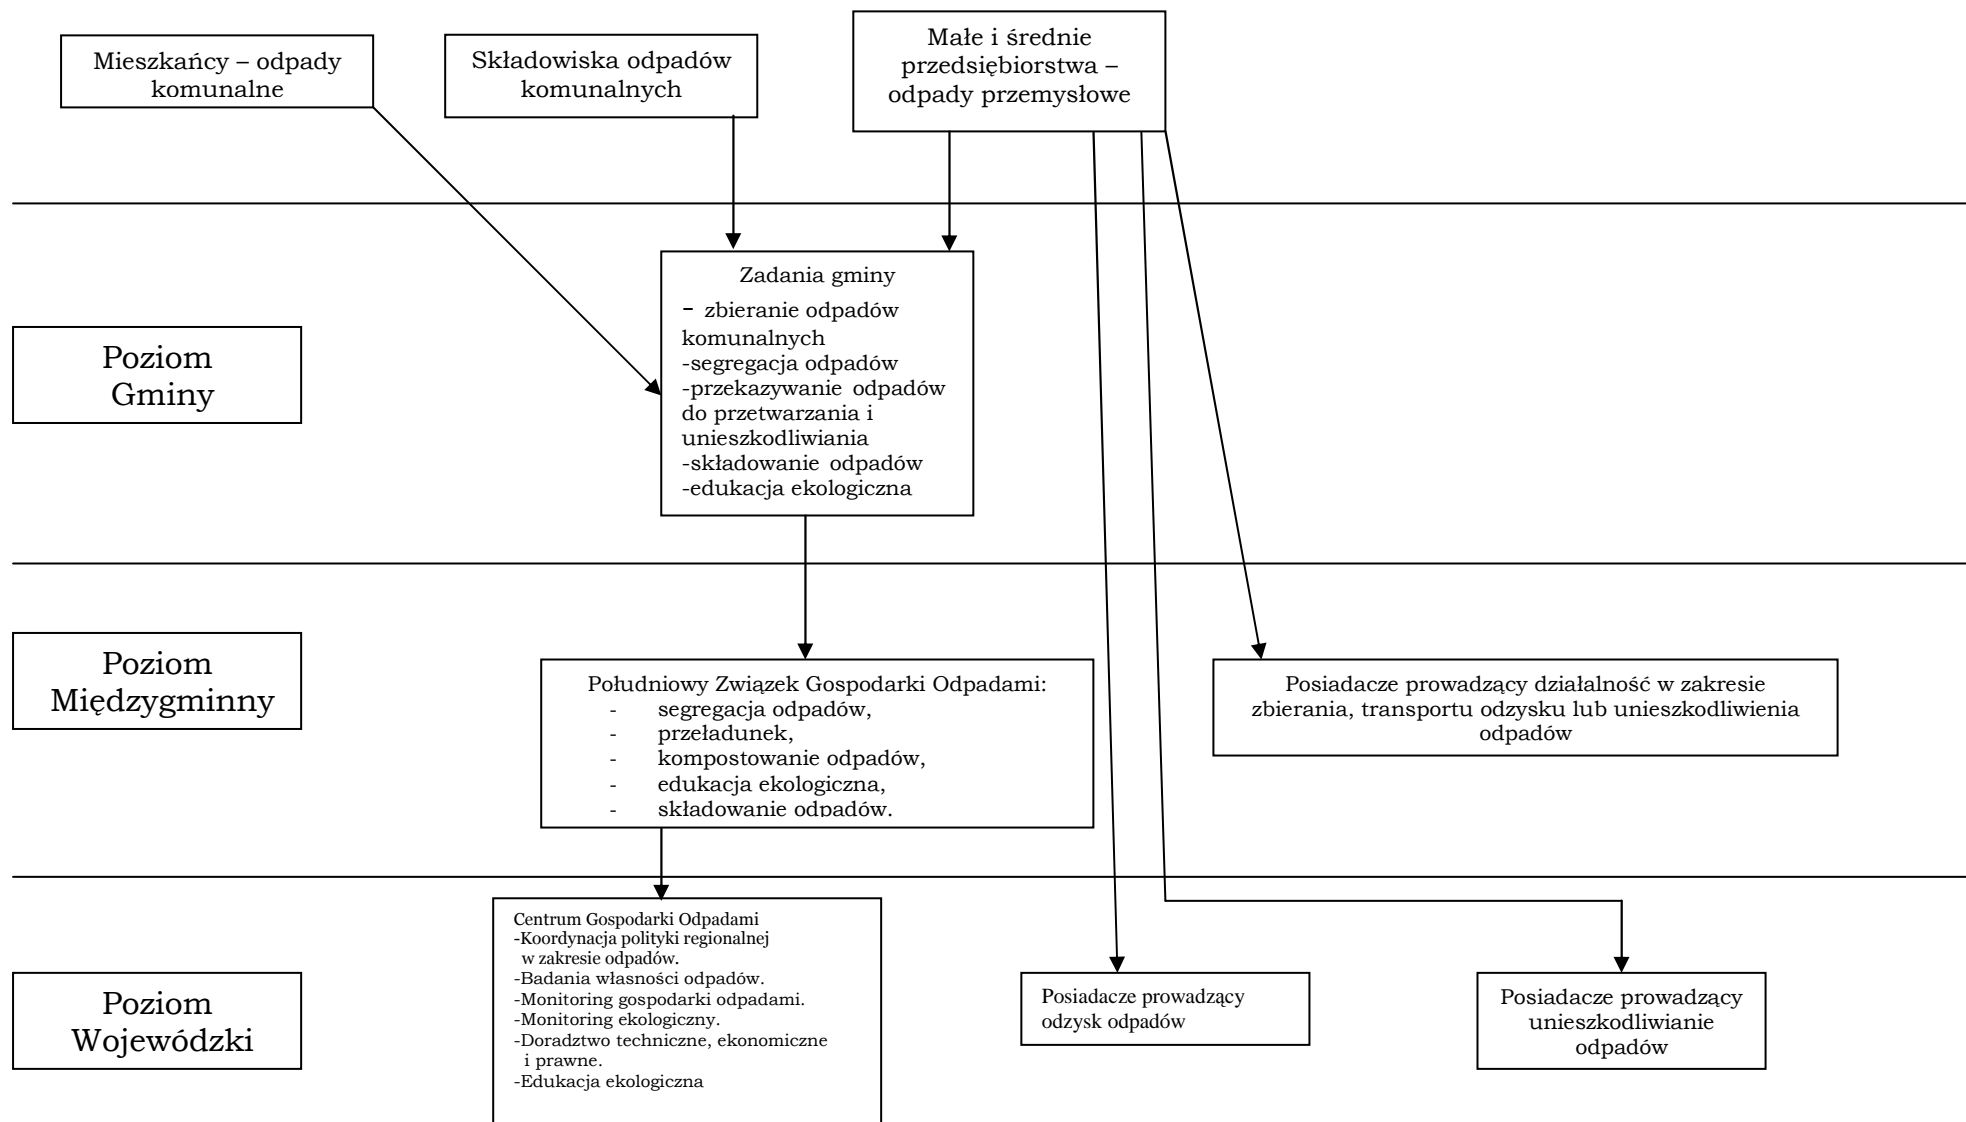 Mieszkańcy – odpady
komunalne
Składowiska odpadów
komunalnych
Małe i średnie
przedsiębiorstwa –
odpady przemysłowe
Poziom
Gminy
Zadania gminy
- zbieranie odpadów
komunalnych
-segregacja odpadów
-przekazywanie odpadów
do przetwarzania i
unieszkodliwiania
-składowanie odpadów
-edukacja ekologiczna
Poziom
Międzygminny
Południowy Związek Gospodarki Odpadami:
- segregacja odpadów,
- przeładunek,
- kompostowanie odpadów,
- edukacja ekologiczna,
- składowanie odpadów.
Posiadacze prowadzący działalność w zakresie
zbierania, transportu odzysku lub unieszkodliwienia
odpadów
Poziom
Wojewódzki
Centrum Gospodarki Odpadami
-Koordynacja polityki regionalnej
w zakresie odpadów.
-Badania własności odpadów.
-Monitoring gospodarki odpadami.
-Monitoring ekologiczny.
-Doradztwo techniczne, ekonomiczne
i prawne.
-Edukacja ekologiczna
Posiadacze prowadzący
odzysk odpadów
Posiadacze prowadzący
unieszkodliwianie
odpadów